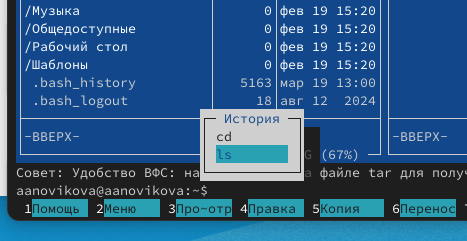 /Музыка 0 фев 19 15:20
/Общедоступные 0 фев 19 15:20
/Рабочий стол 0 фев 19 15:20
/Шаблоны 0 фев 19 15:20
.bash_history 5163 мар 19 13:00
.bash_logout 18 авг 12 2024
История
cd
-ВВЕРХ- -ВВЕРХ-
ls
G (67%)
Совет: Удобство ВФС: на а файле tar для получ
aanovikova@aanovikova:~$
1Помощь 2Меню 3Про~отр 4Правка 5Копия 6Перенос 7